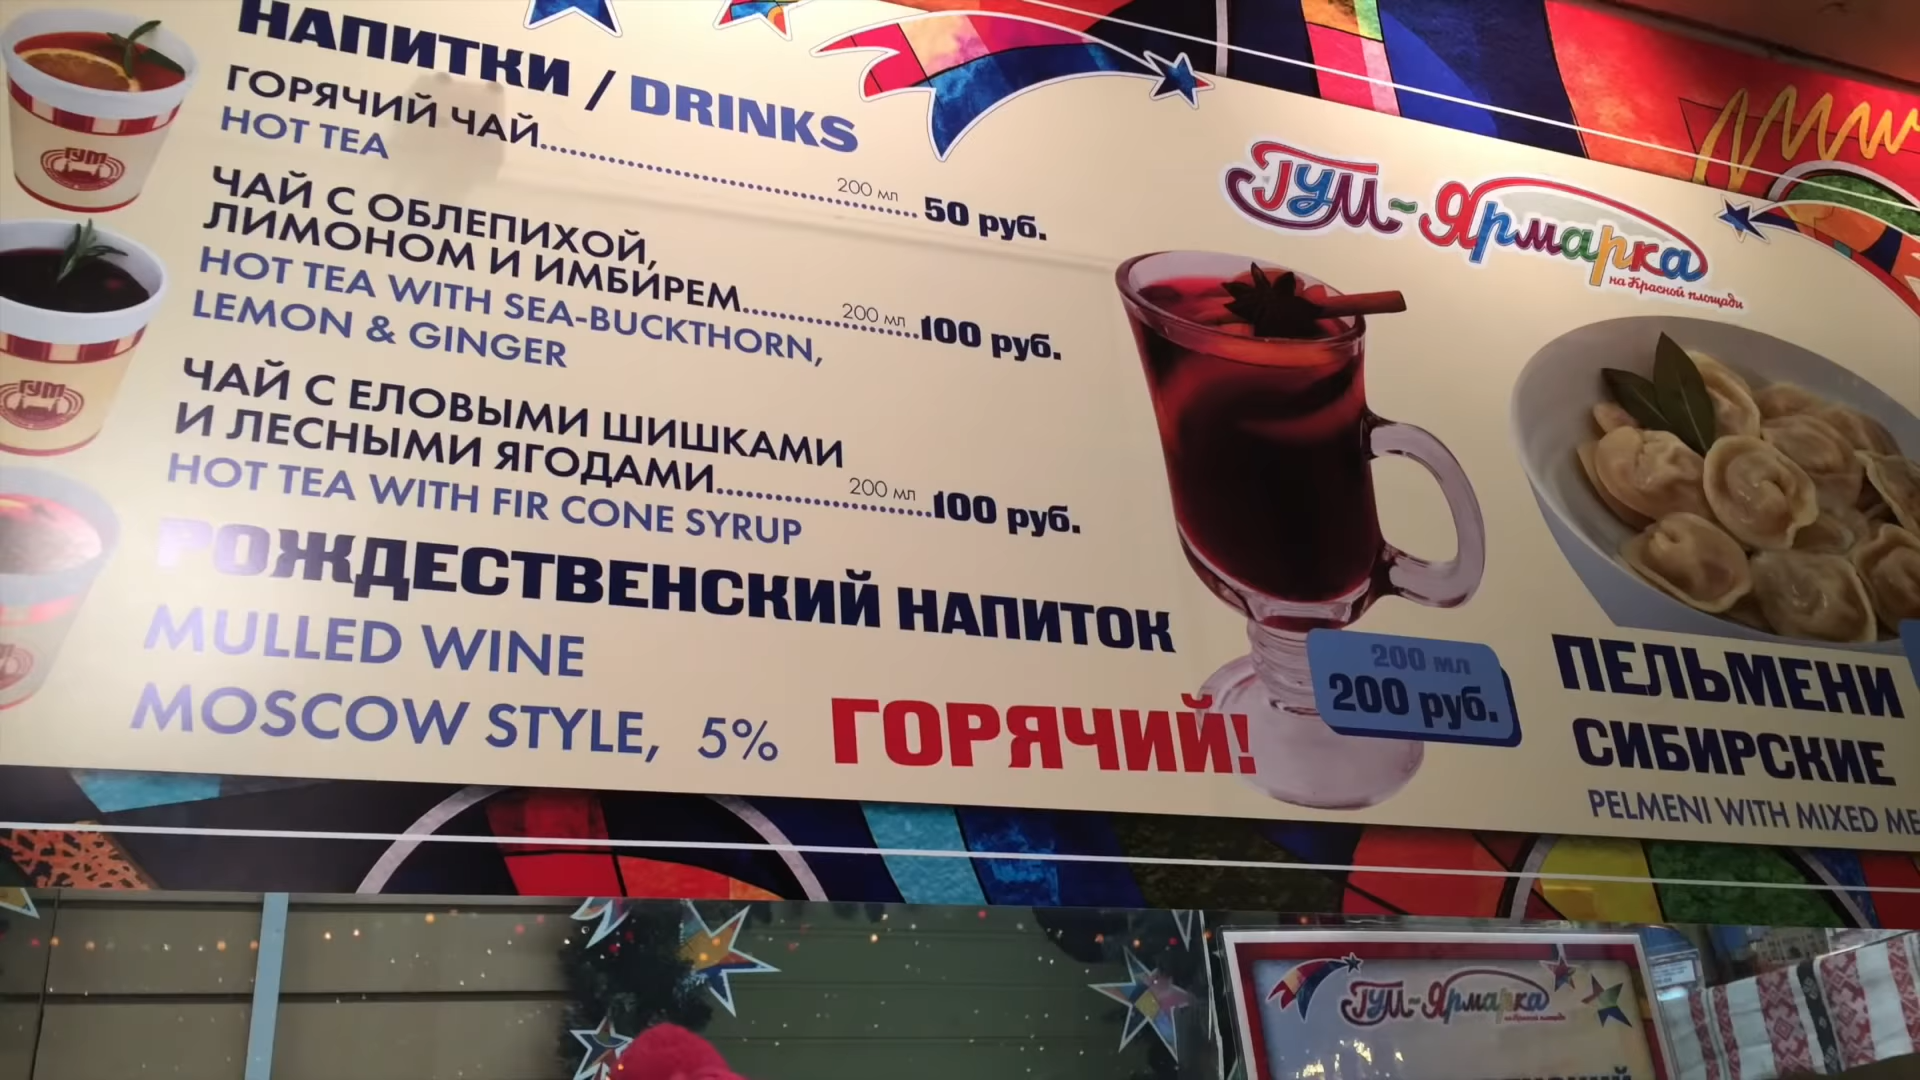 НАПИТКИ / DRINKS
ГОРЯЧИЙ ЧАЙ 200 мл 50 руб.
HOT TEA
ЧАЙ С ОБЛЕПИХОЙ,
ЛИМОНОМ И ИМБИРЕМ 200 мл 100 руб.
HOT TEA WITH SEA-BUCKTHORN,
LEMON & GINGER
ЧАЙ С ЕЛОВЫМИ ШИШКАМИ
И ЛЕСНЫМИ ЯГОДАМИ 200 мл 100 руб.
HOT TEA WITH FIR CONE SYRUP
РОЖДЕСТВЕНСКИЙ НАПИТОК
MULLED WINE
MOSCOW STYLE, 5% ГОРЯЧИЙ!
200 мл
200 руб.
ГУМ-Ярмарка
на Красной площади
ПЕЛЬМЕНИ
СИБИРСКИЕ
PELMENI WITH MIXED
ГУМ
ГУМ
ГУМ-Ярмарка